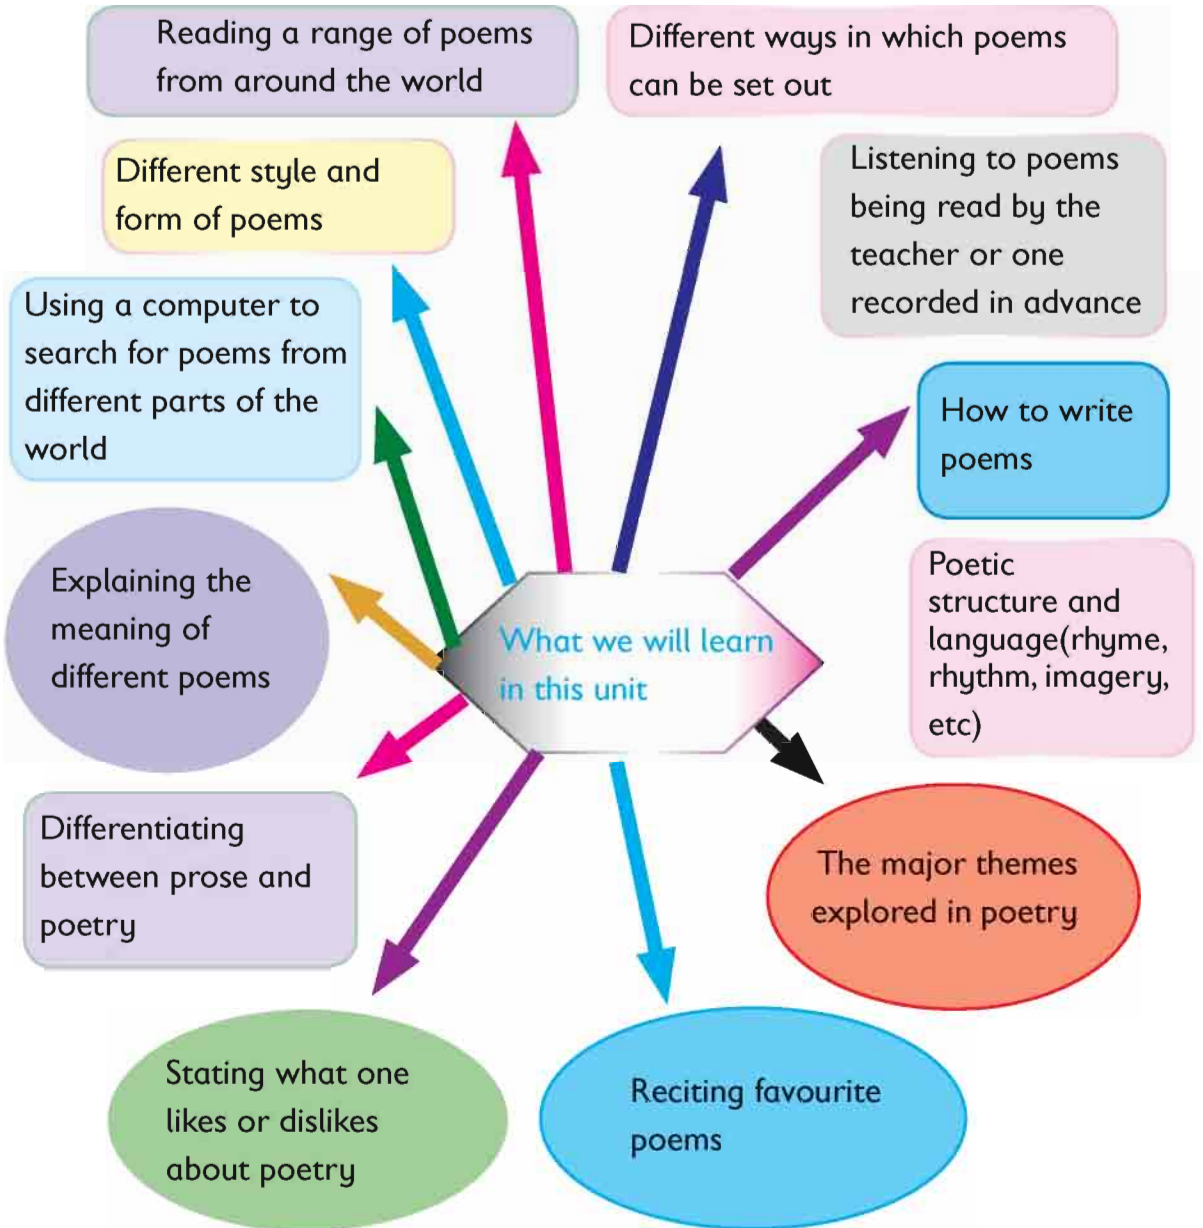 Reading a range of poems
from around the world
Different ways in which poems
can be set out
Different style and
form of poems
Listening to poems
being read by the
teacher or one
recorded in advance
Using a computer to
search for poems from
different parts of the
world
How to write
poems
Explaining the
meaning of
different poems
What we will learn
in this unit
Poetic
structure and
language(rhyme,
rhythm, imagery,
etc)
Differentiating
between prose and
poetry
The major themes
explored in poetry
Stating what one
likes or dislikes
about poetry
Reciting favourite
poems